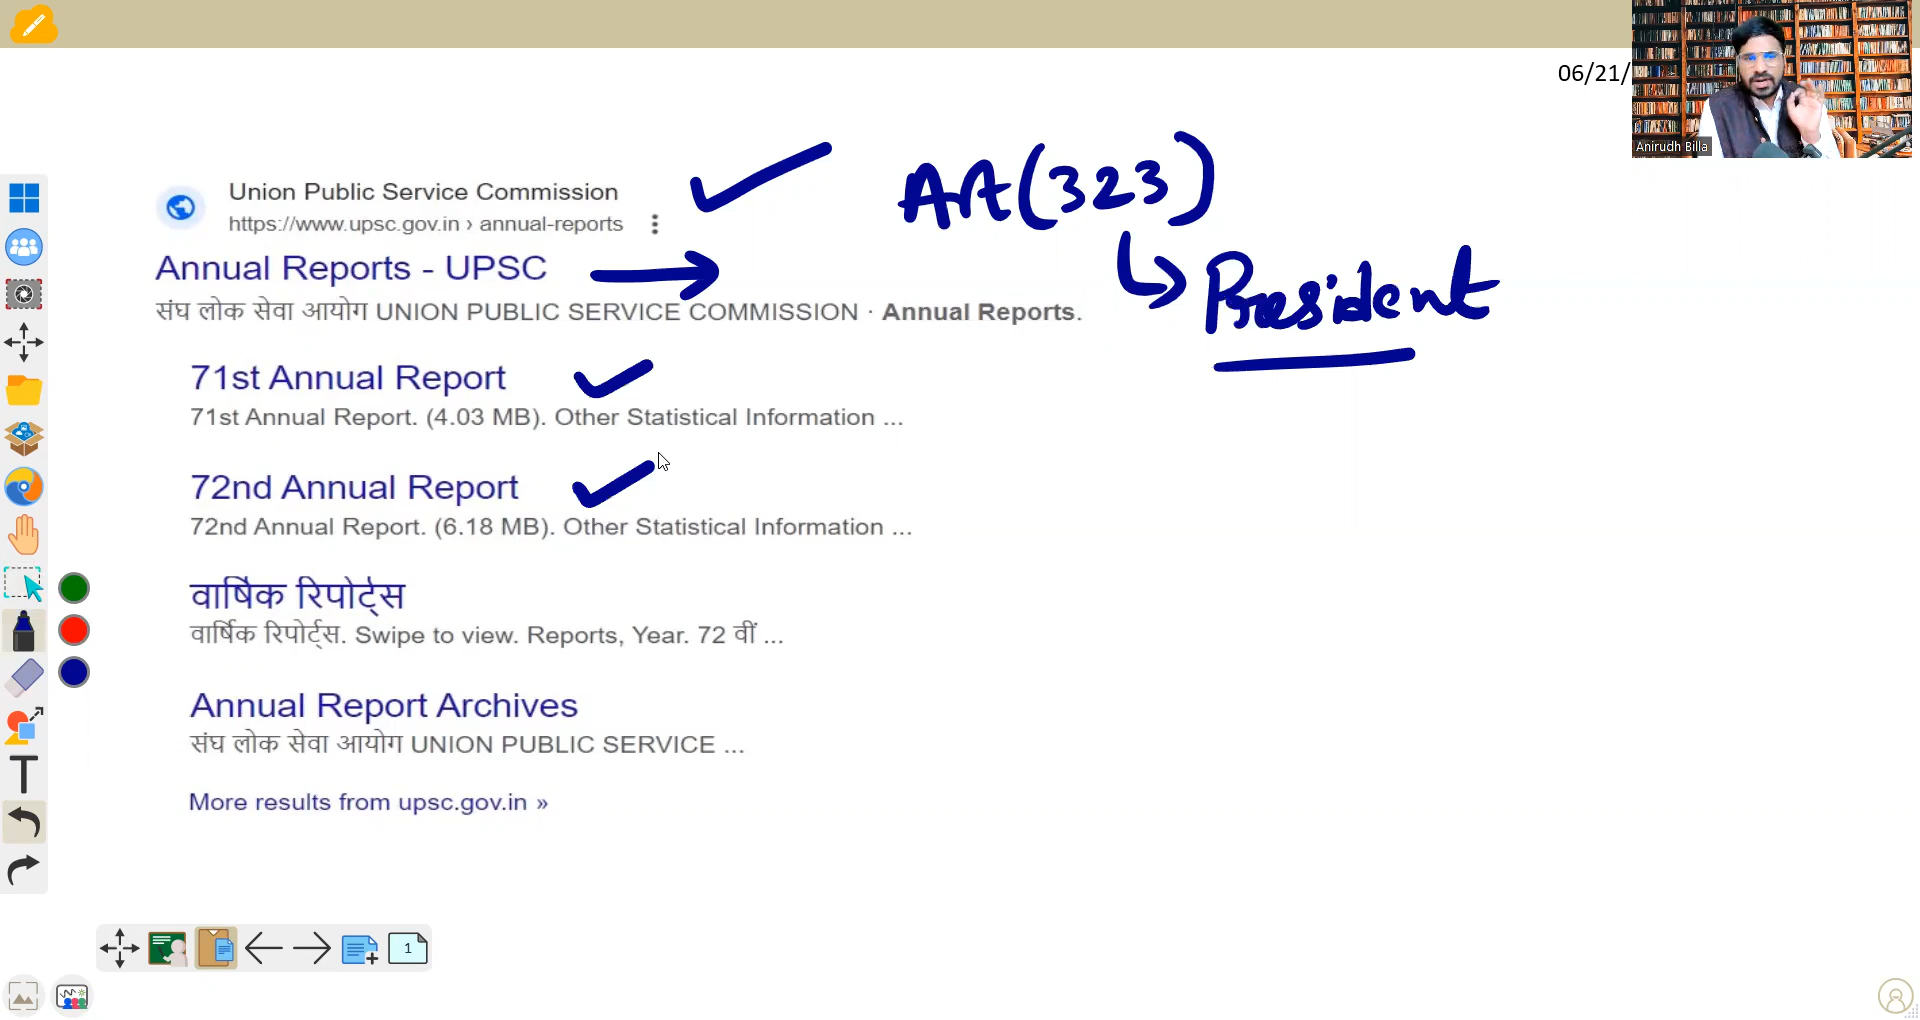 06/21/
Anirudh Billa
Union Public Service Commission
https://www.upsc.gov.in › annual-reports
Art(323)
Annual Reports - UPSC
President
संघ लोक सेवा आयोग UNION PUBLIC SERVICE COMMISSION · Annual Reports.
71st Annual Report
71st Annual Report. (4.03 MB). Other Statistical Information ...
72nd Annual Report
72nd Annual Report. (6.18 MB). Other Statistical Information ...
वार्षिक रिपोर्ट्स
वार्षिक रिपोर्ट्स. Swipe to view. Reports, Year. 72 वीं ...
Annual Report Archives
संघ लोक सेवा आयोग UNION PUBLIC SERVICE ...
More results from upsc.gov.in »
T
1